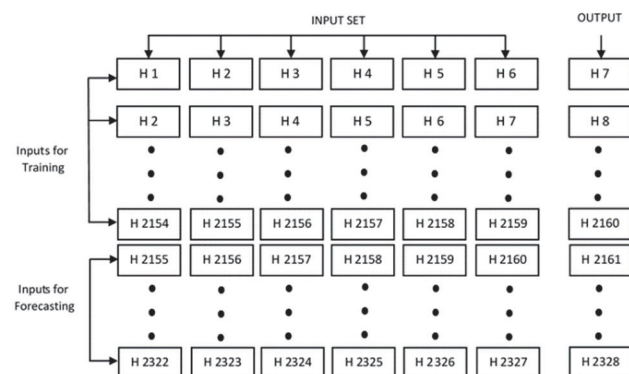 INPUT SET OUTPUT
H 1 H 2 H 3 H 4 H 5 H 6 H 7
H 2 H 3 H 4 H 5 H 6 H 7 H 8
Inputs for
Training
H 2154 H 2155 H 2156 H 2157 H 2158 H 2159 H 2160
H 2155 H 2156 H 2157 H 2158 H 2159 H 2160 H 2161
Inputs for
Forecasting
H 2322 H 2323 H 2324 H 2325 H 2326 H 2327 H 2328